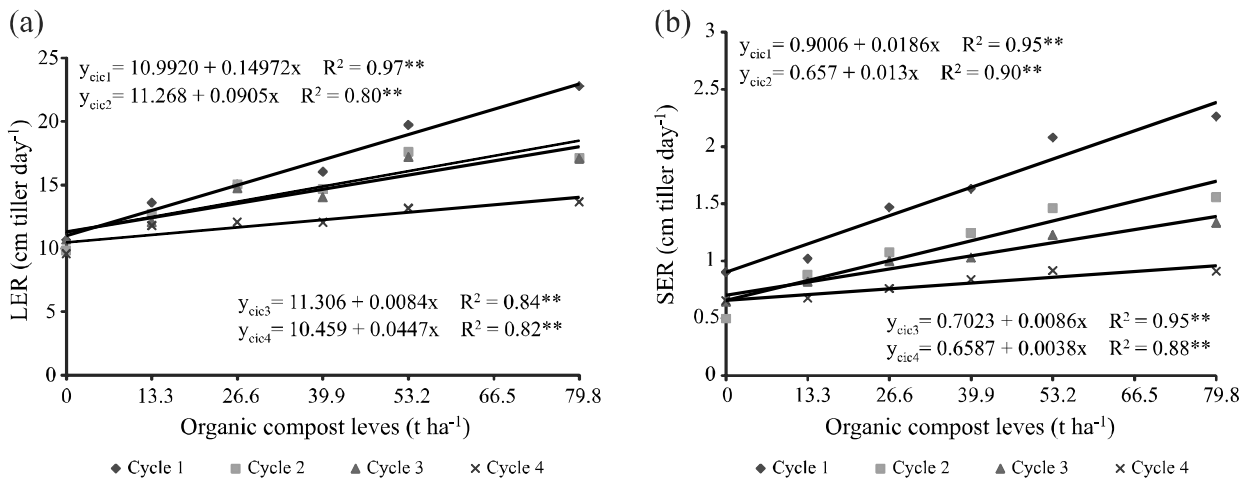 (a)
y_cic1= 10.9920 + 0.14972x R² = 0.97**
y_cic2= 11.268 + 0.0905x R² = 0.80**
25
20
15
10
5
0
LER (cm tiller day⁻¹)
y_cic3= 11.306 + 0.0084x R² = 0.84**
y_cic4= 10.459 + 0.0447x R² = 0.82**
0 13.3 26.6 39.9 53.2 66.5 79.8
Organic compost leves (t ha⁻¹)
Cycle 1 Cycle 2 Cycle 3 Cycle 4
(b)
y_cic1= 0.9006 + 0.0186x R² = 0.95**
y_cic2= 0.657 + 0.013x R² = 0.90**
3
2.5
2
1.5
1
0.5
0
SER (cm tiller day⁻¹)
y_cic3= 0.7023 + 0.0086x R² = 0.95**
y_cic4= 0.6587 + 0.0038x R² = 0.88**
0 13.3 26.6 39.9 53.2 66.5 79.8
Organic compost leves (t ha⁻¹)
Cycle 1 Cycle 2 Cycle 3 Cycle 4